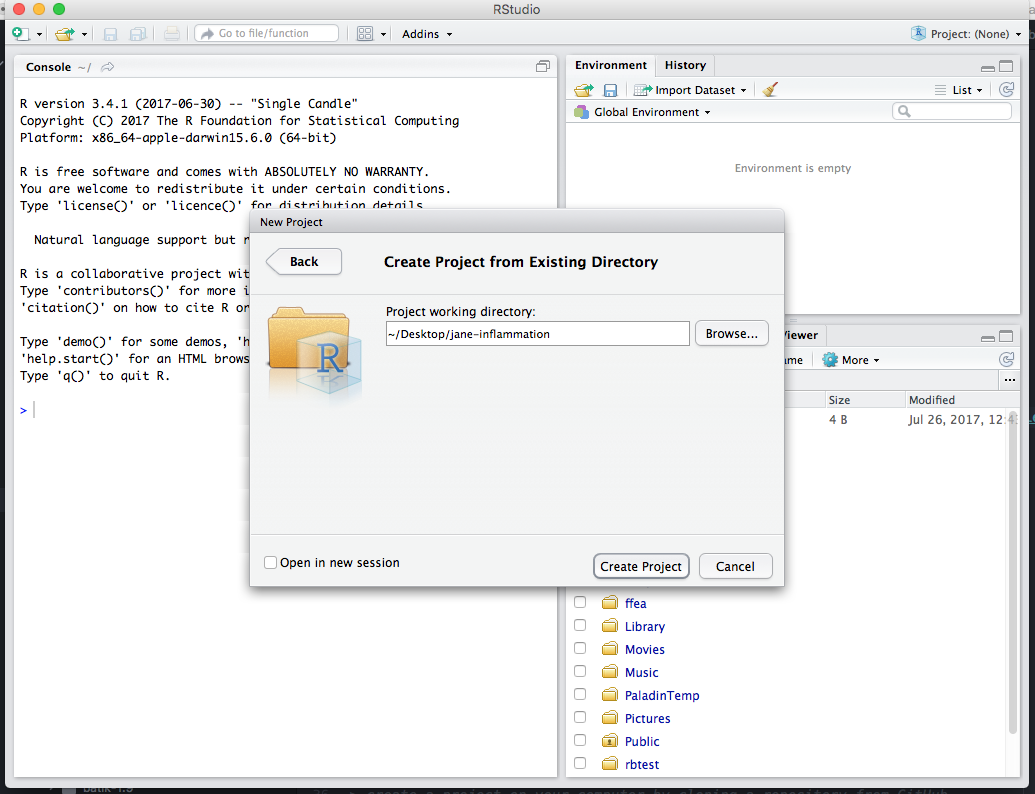 RStudio
Go to file/function
Addins
Project: (None)
Console ~/
R version 3.4.1 (2017-06-30) -- "Single Candle"
Copyright (C) 2017 The R Foundation for Statistical Computing
Platform: x86_64-apple-darwin15.6.0 (64-bit)
R is free software and comes with ABSOLUTELY NO WARRANTY.
You are welcome to redistribute it under certain conditions.
Type 'license()' or 'licence()' for distribution details
Natural language support but
R is a collaborative project wit
Type 'contributors()' for more i
'citation()' on how to cite R or
Type 'demo()' for some demos, 'h
'help.start()' for an HTML brows
Type 'q()' to quit R.
>
Environment
History
Import Dataset
List
Global Environment
Environment is empty
New Project
Back
Create Project from Existing Directory
Project working directory:
~/Desktop/jane-inflammation
Browse...
R
Open in new session
Create Project
Cancel
Viewer
ame
More
...
Size
Modified
4 B
Jul 26, 2017, 12:4
ffea
Library
Movies
Music
PaladinTemp
Pictures
Public
rbtest